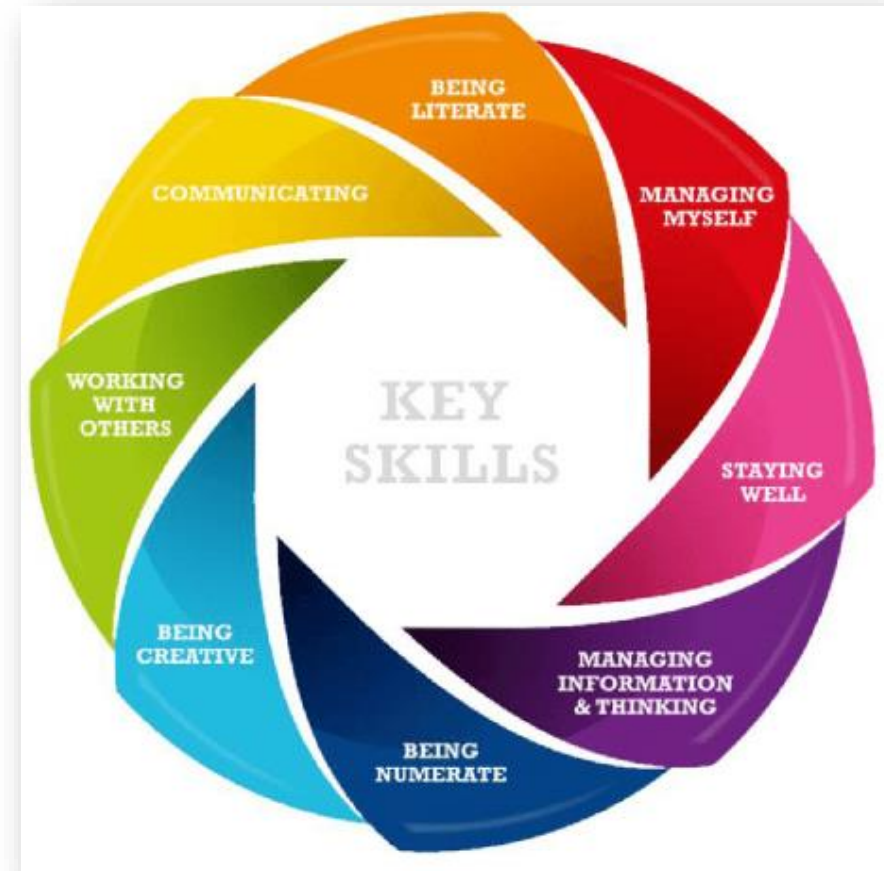 BEING
LITERATE
MANAGING
MYSELF
STAYING
WELL
MANAGING
INFORMATION
& THINKING
BEING
NUMERATE
BEING
CREATIVE
WORKING
WITH
OTHERS
COMMUNICATING
KEY
SKILLS